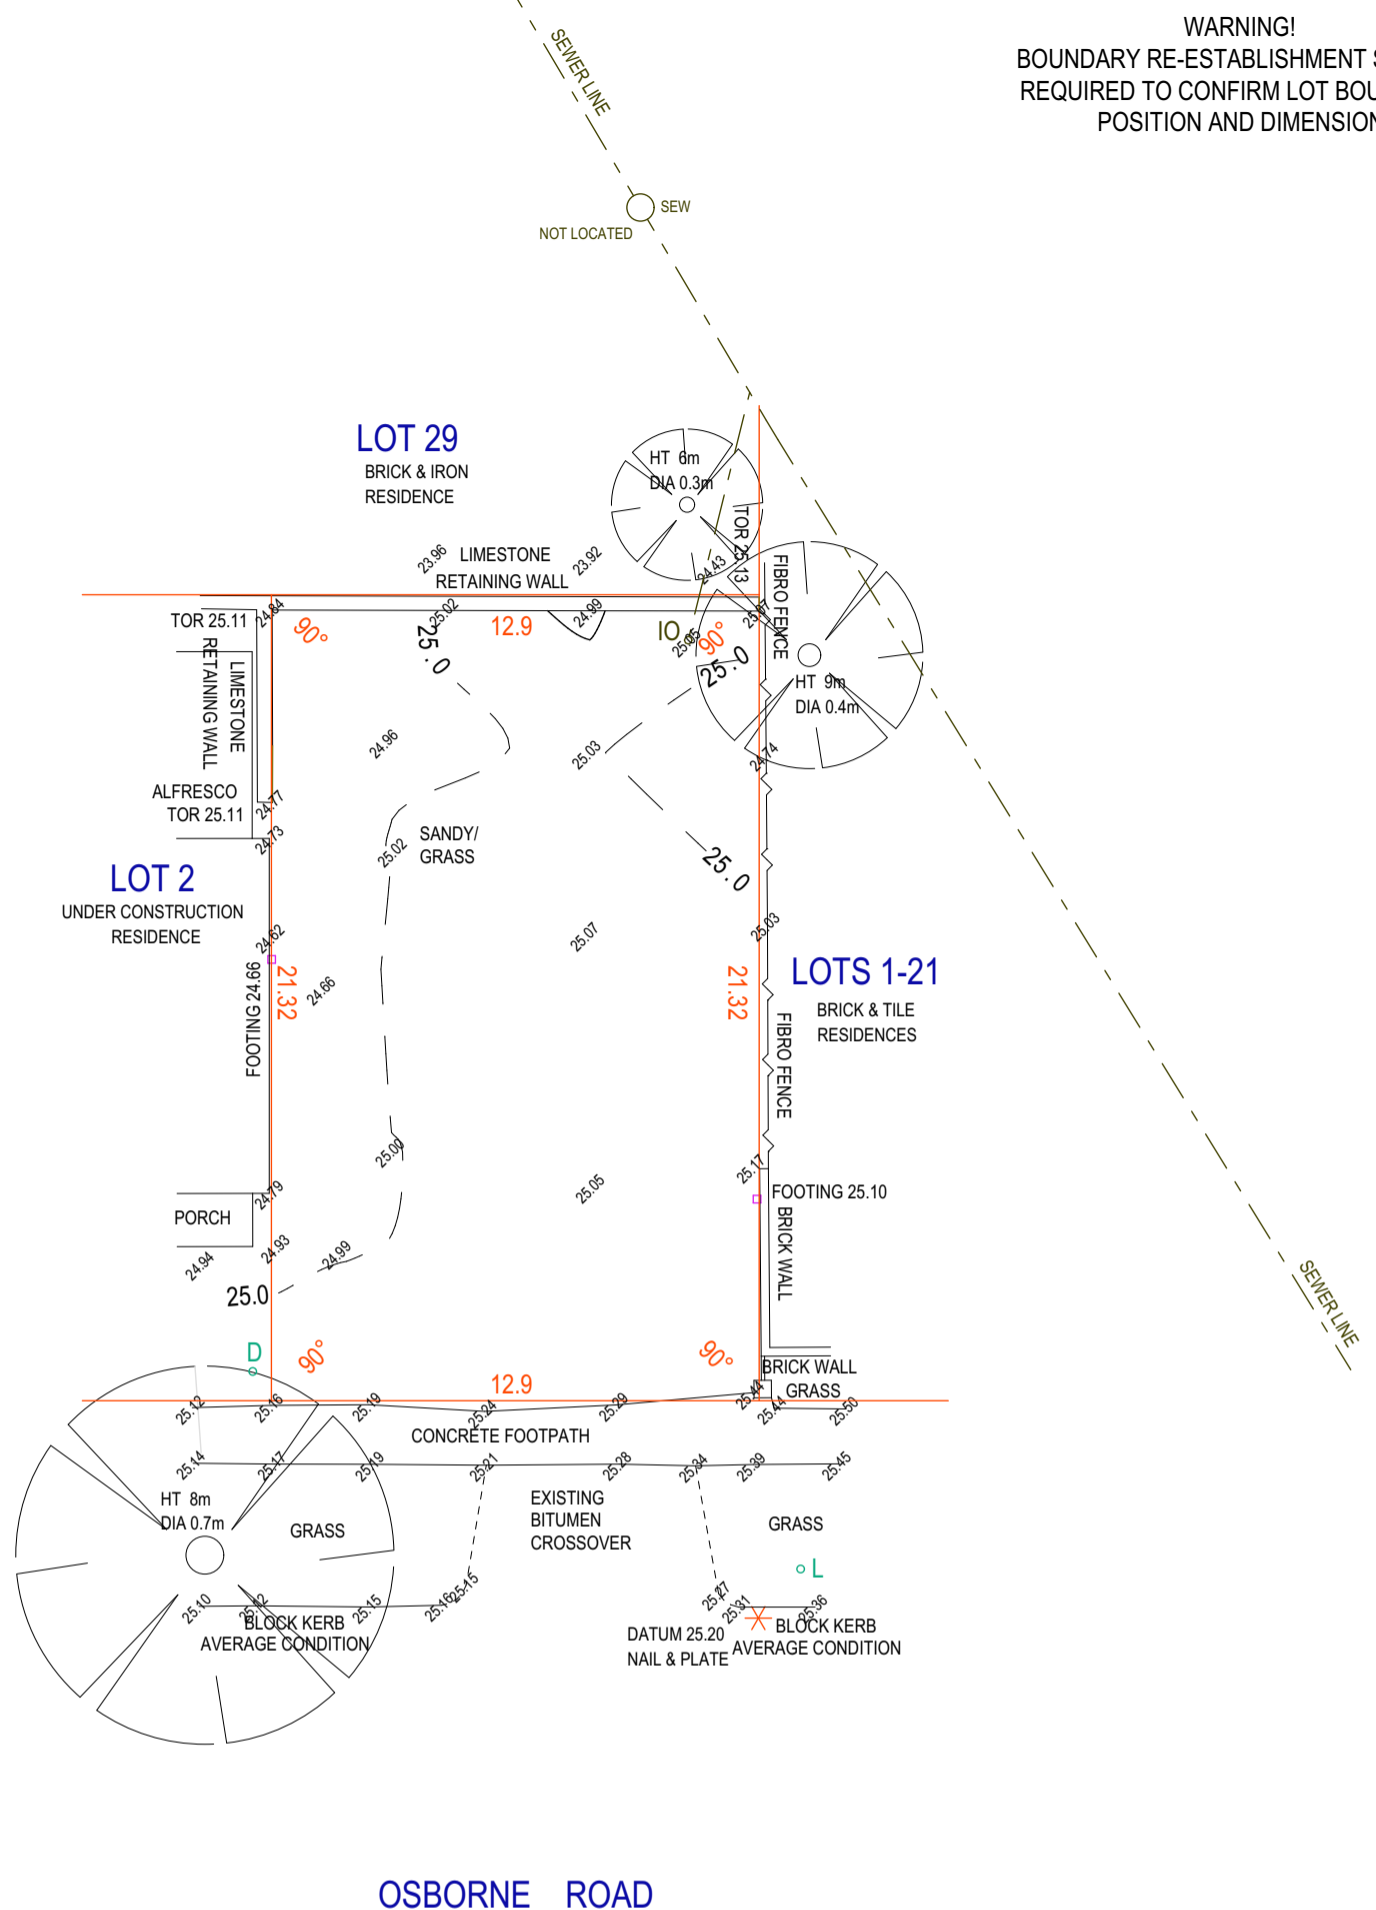 WARNING!
BOUNDARY RE-ESTABLISHMENT S
REQUIRED TO CONFIRM LOT BOU
POSITION AND DIMENSION
SEWER LINE
SEW
NOT LOCATED
LOT 29
BRICK & IRON
RESIDENCE
HT 6m
DIA 0.3m
TOR 25.13
23.96
LIMESTONE
RETAINING WALL
23.92
24.43
FIBRO FENCE
TOR 25.11
24.84
90°
25.02
25.0
12.9
24.99
IO
25.05
90°
25.07
25.0
LIMESTONE
RETAINING WALL
HT 9m
DIA 0.4m
24.96
25.03
24.74
ALFRESCO
TOR 25.11
24.77
24.73
SANDY/
GRASS
25.02
25.0
LOT 2
UNDER CONSTRUCTION
RESIDENCE
24.62
25.07
25.03
FOOTING 24.66
21.32
24.66
21.32
LOTS 1-21
BRICK & TILE
RESIDENCES
FIBRO FENCE
25.00
25.17
24.79
25.05
FOOTING 25.10
PORCH
BRICK WALL
24.94
24.93
24.99
25.0
SEWER LINE
D
90°
90°
BRICK WALL
GRASS
12.9
25.12
25.16
25.19
25.24
25.29
25.44
25.44
25.50
CONCRETE FOOTPATH
25.14
25.17
25.19
25.21
25.28
25.34
25.39
25.45
HT 8m
DIA 0.7m
GRASS
EXISTING
BITUMEN
CROSSOVER
GRASS
L
25.10
25.12
25.15
25.16
25.15
25.27
25.31
25.36
BLOCK KERB
AVERAGE CONDITION
DATUM 25.20
NAIL & PLATE
BLOCK KERB
AVERAGE CONDITION
OSBORNE ROAD